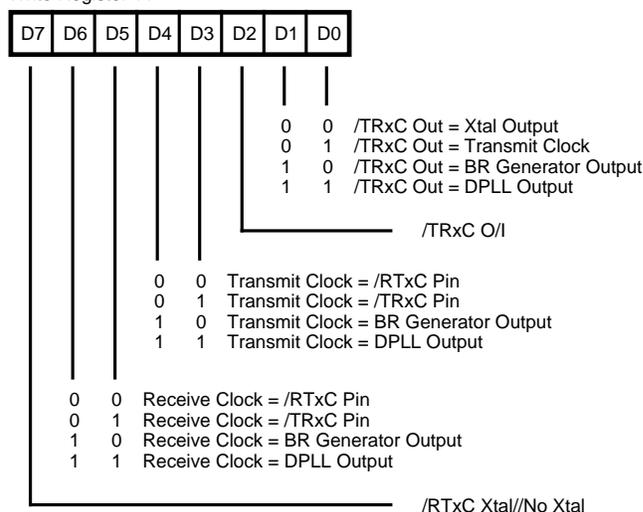 D7 D6 D5 D4 D3 D2 D1 D0
0 0 /TRxC Out = Xtal Output
0 1 /TRxC Out = Transmit Clock
1 0 /TRxC Out = BR Generator Output
1 1 /TRxC Out = DPLL Output
/TRxC O/I
0 0 Transmit Clock = /RTxC Pin
0 1 Transmit Clock = /TRxC Pin
1 0 Transmit Clock = BR Generator Output
1 1 Transmit Clock = DPLL Output
0 0 Receive Clock = /RTxC Pin
0 1 Receive Clock = /TRxC Pin
1 0 Receive Clock = BR Generator Output
1 1 Receive Clock = DPLL Output
/RTxC Xtal//No Xtal